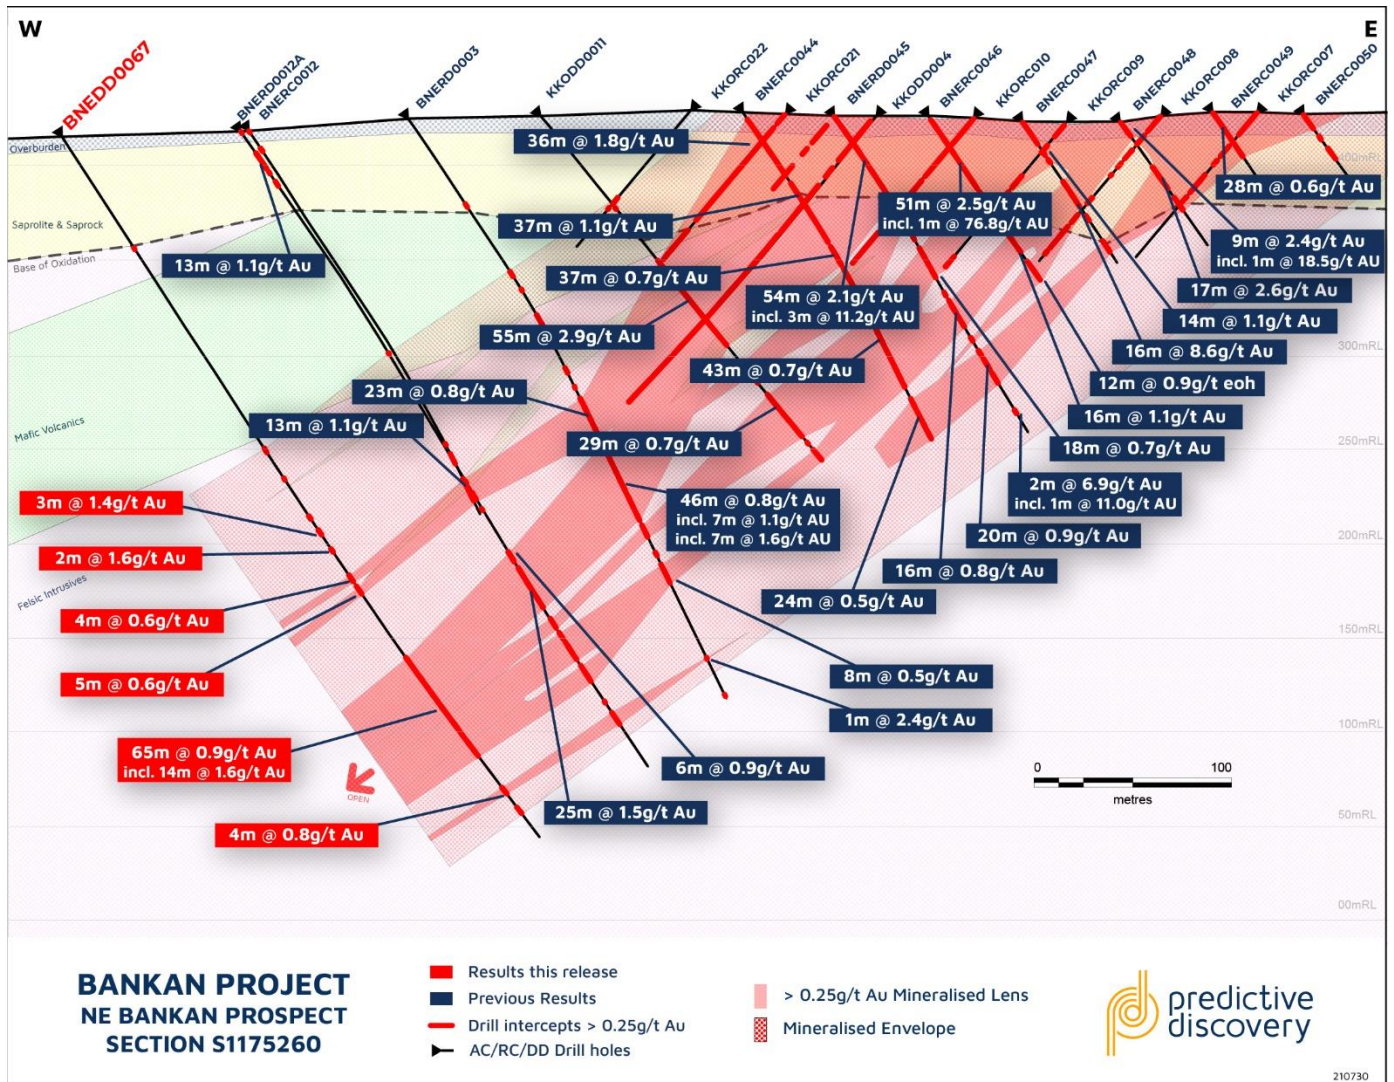 W
E
BNEDD0067
BNERD0012A
BNERC0012
BNERD0003
KKODD0011
KKORC022
BNERC0044
KKORC021
BNERD0045
KKODD004
BNERC0046
KKORC010
BNERC0047
KKORC009
BNERC0048
KKORC008
BNERC0049
KKORC007
BNERC0050
Overburden
400mRL
36m @ 1.8g/t Au
28m @ 0.6g/t Au
Saprolite & Saprock
51m @ 2.5g/t Au
incl. 1m @ 76.8g/t AU
37m @ 1.1g/t Au
9m @ 2.4g/t Au
incl. 1m @ 18.5g/t AU
Base of Oxidation
13m @ 1.1g/t Au
37m @ 0.7g/t Au
17m @ 2.6g/t Au
54m @ 2.1g/t Au
incl. 3m @ 11.2g/t AU
14m @ 1.1g/t Au
55m @ 2.9g/t Au
300mRL
16m @ 8.6g/t Au
43m @ 0.7g/t Au
12m @ 0.9g/t eoh
23m @ 0.8g/t Au
16m @ 1.1g/t Au
13m @ 1.1g/t Au
Mafic Volcanics
29m @ 0.7g/t Au
250mRL
18m @ 0.7g/t Au
2m @ 6.9g/t Au
incl. 1m @ 11.0g/t AU
3m @ 1.4g/t Au
46m @ 0.8g/t Au
incl. 7m @ 1.1g/t AU
incl. 7m @ 1.6g/t AU
20m @ 0.9g/t Au
200mRL
2m @ 1.6g/t Au
16m @ 0.8g/t Au
Felsic Intrusives
24m @ 0.5g/t Au
4m @ 0.6g/t Au
150mRL
5m @ 0.6g/t Au
8m @ 0.5g/t Au
1m @ 2.4g/t Au
100mRL
65m @ 0.9g/t Au
incl. 14m @ 1.6g/t Au
6m @ 0.9g/t Au
0 100
metres
OPEN
25m @ 1.5g/t Au
50mRL
4m @ 0.8g/t Au
00mRL
BANKAN PROJECT
NE BANKAN PROSPECT
SECTION S1175260
Results this release
Previous Results
Drill intercepts > 0.25g/t Au
AC/RC/DD Drill holes
> 0.25g/t Au Mineralised Lens
Mineralised Envelope
predictive
discovery
210730